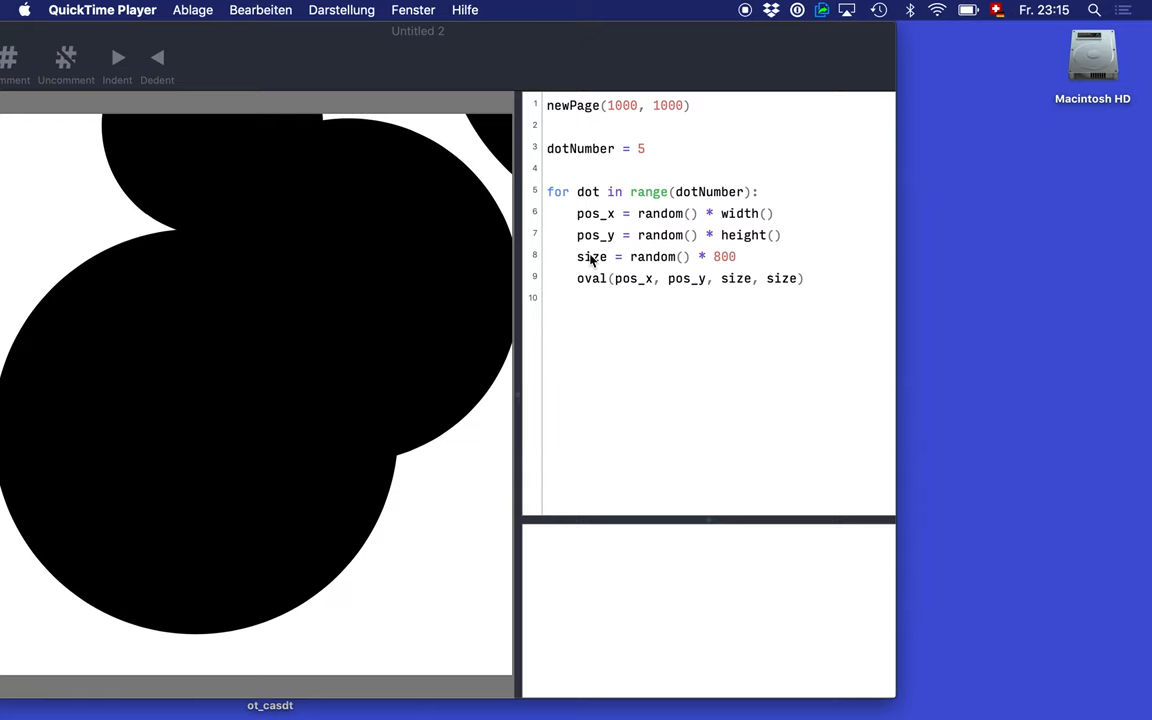 QuickTime Player Ablage Bearbeiten Darstellung Fenster Hilfe Fr. 23:15
Untitled 2
mment Uncomment Indent Dedent
Macintosh HD
1 newPage(1000, 1000)
2
3 dotNumber = 5
4
5 for dot in range(dotNumber):
6 pos_x = random() * width()
7 pos_y = random() * height()
8 size = random() * 800
9 oval(pos_x, pos_y, size, size)
10
ot_casdt